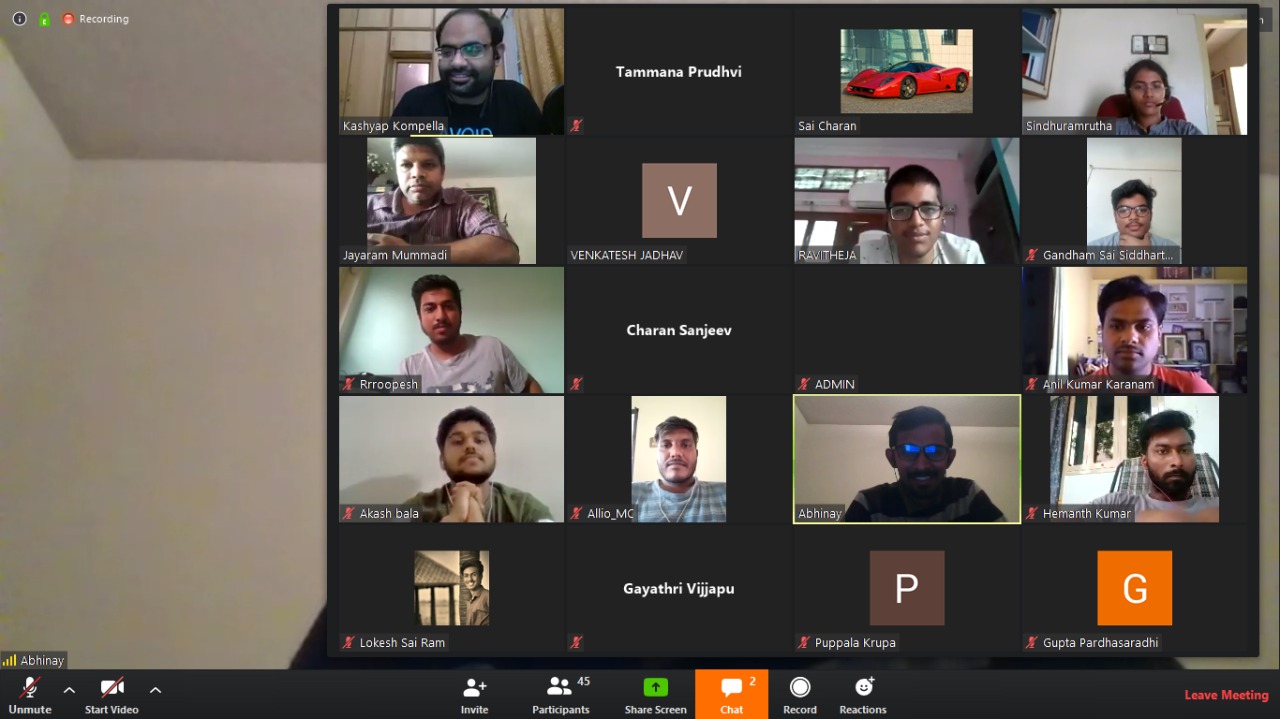 Recording
Kashyap Kompella
Tammana Prudhvi
Sai Charan
Sindhuramrutha
Jayaram Mummadi
V
VENKATESH JADHAV
RAVITHEJA
Gandham Sai Siddhart...
Rrroopesh
Charan Sanjeev
ADMIN
Anil Kumar Karanam
Akash bala
Allio_MC
Abhinay
Hemanth Kumar
Lokesh Sai Ram
Gayathri Vijjapu
P
Puppala Krupa
G
Gupta Pardhasaradhi
Abhinay
Unmute
Start Video
Invite
45
Participants
Share Screen
2
Chat
Record
Reactions
Leave Meeting